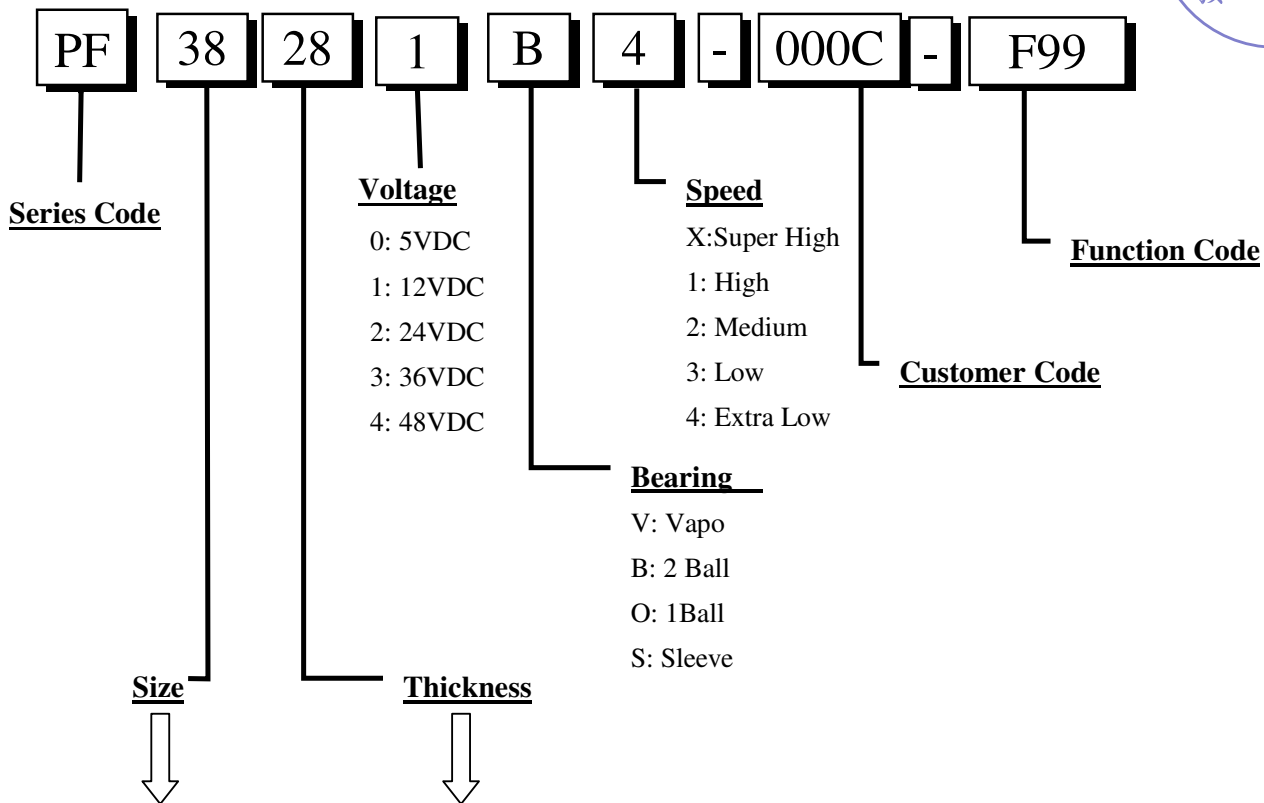 PF 38 28 1 B 4 - 000C - F99
Series Code
Voltage
0: 5VDC
1: 12VDC
2: 24VDC
3: 36VDC
4: 48VDC
Speed
X:Super High
1: High
2: Medium
3: Low
4: Extra Low
Function Code
Customer Code
Bearing
V: Vapo
B: 2 Ball
O: 1Ball
S: Sleeve
Size
Thickness